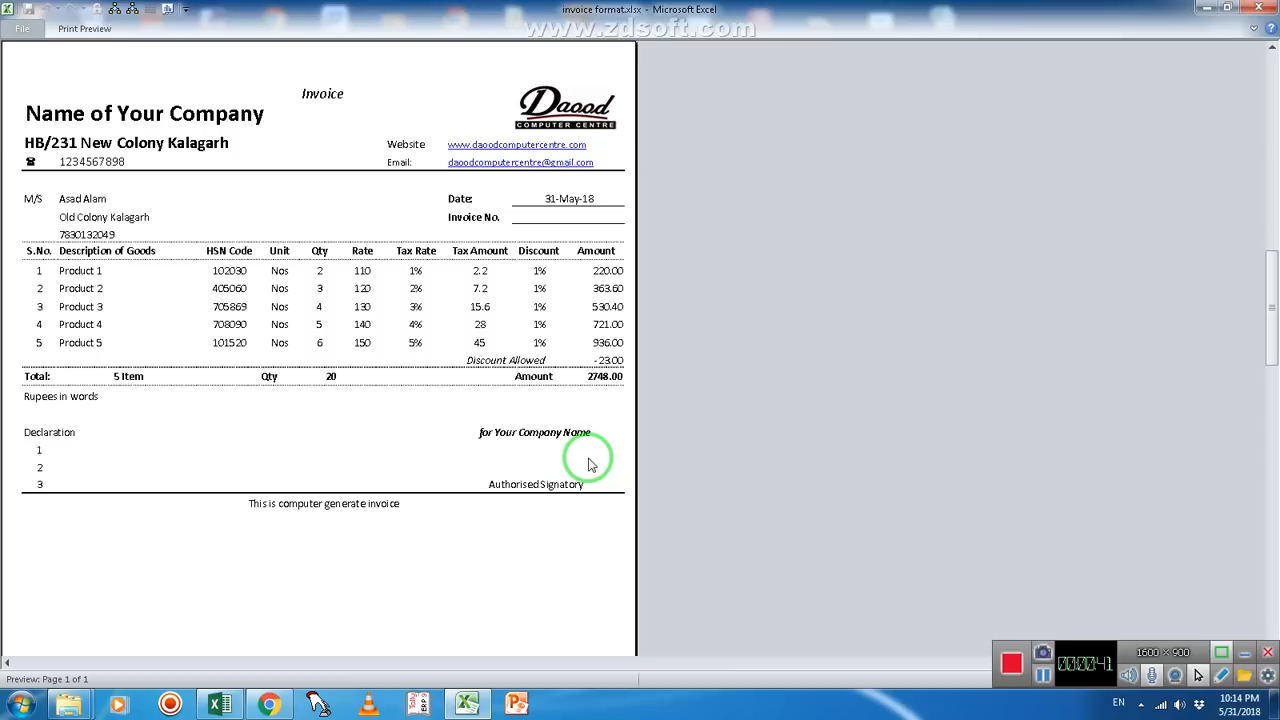 invoice format.xlsx - Microsoft Excel
www.zdsoft.com
File Print Preview
Invoice
Daood
COMPUTER CENTRE
Name of Your Company
HB/231 New Colony Kalagarh
Website www.daoodcomputercentre.com
1234567898
Email: daoodcomputercentre@gmail.com
M/S Asad Alam Date: 31-May-18
Old Colony Kalagarh Invoice No.
7830132049
S.No. Description of Goods HSN Code Unit Qty Rate Tax Rate Tax Amount Discount Amount
1 Product 1 102030 Nos 2 110 1% 2.2 1% 220.00
2 Product 2 405060 Nos 3 120 2% 7.2 1% 363.60
3 Product 3 705869 Nos 4 130 3% 15.6 1% 530.40
4 Product 4 708090 Nos 5 140 4% 28 1% 721.00
5 Product 5 101520 Nos 6 150 5% 45 1% 936.00
Discount Allowed -23.00
Total: 5 Item Qty 20 Amount 2748.00
Rupees in words
Declaration for Your Company Name
1
2
3 Authorised Signatory
This is computer generate invoice
000041
1600 × 900
Preview: Page 1 of 1
EN
10:14 PM
5/31/2018